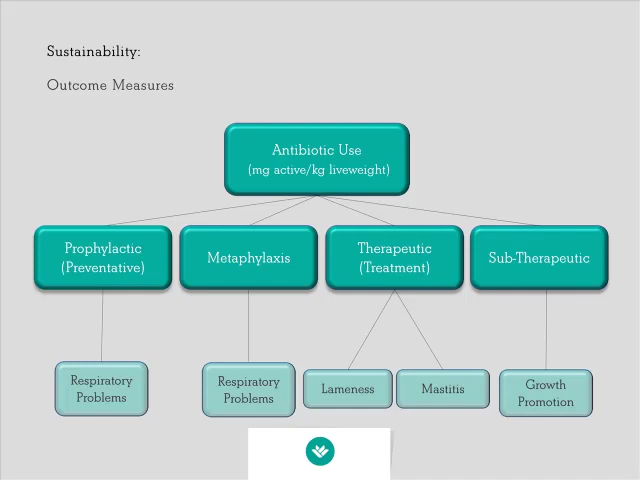 Sustainability:
Outcome Measures
Antibiotic Use
(mg active/kg liveweight)
Prophylactic
(Preventative)
Metaphylaxis
Therapeutic
(Treatment)
Sub-Therapeutic
Respiratory
Problems
Respiratory
Problems
Lameness
Mastitis
Growth
Promotion